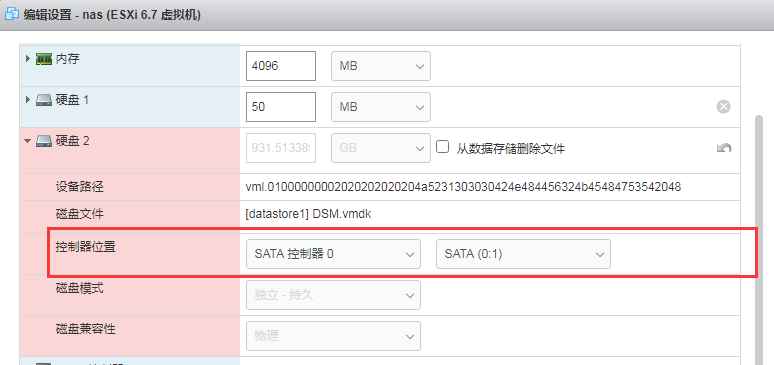 编辑设置 - nas (ESXi 6.7 虚拟机)
内存 4096 MB
硬盘 1 50 MB
硬盘 2 931.51338 GB 从数据存储删除文件
设备路径 vml.01000000002020202020204a5231303030424e484456324b45484753542048
磁盘文件 [datastore1] DSM.vmdk
控制器位置 SATA 控制器 0 SATA (0:1)
磁盘模式 独立 - 持久
磁盘兼容性 物理